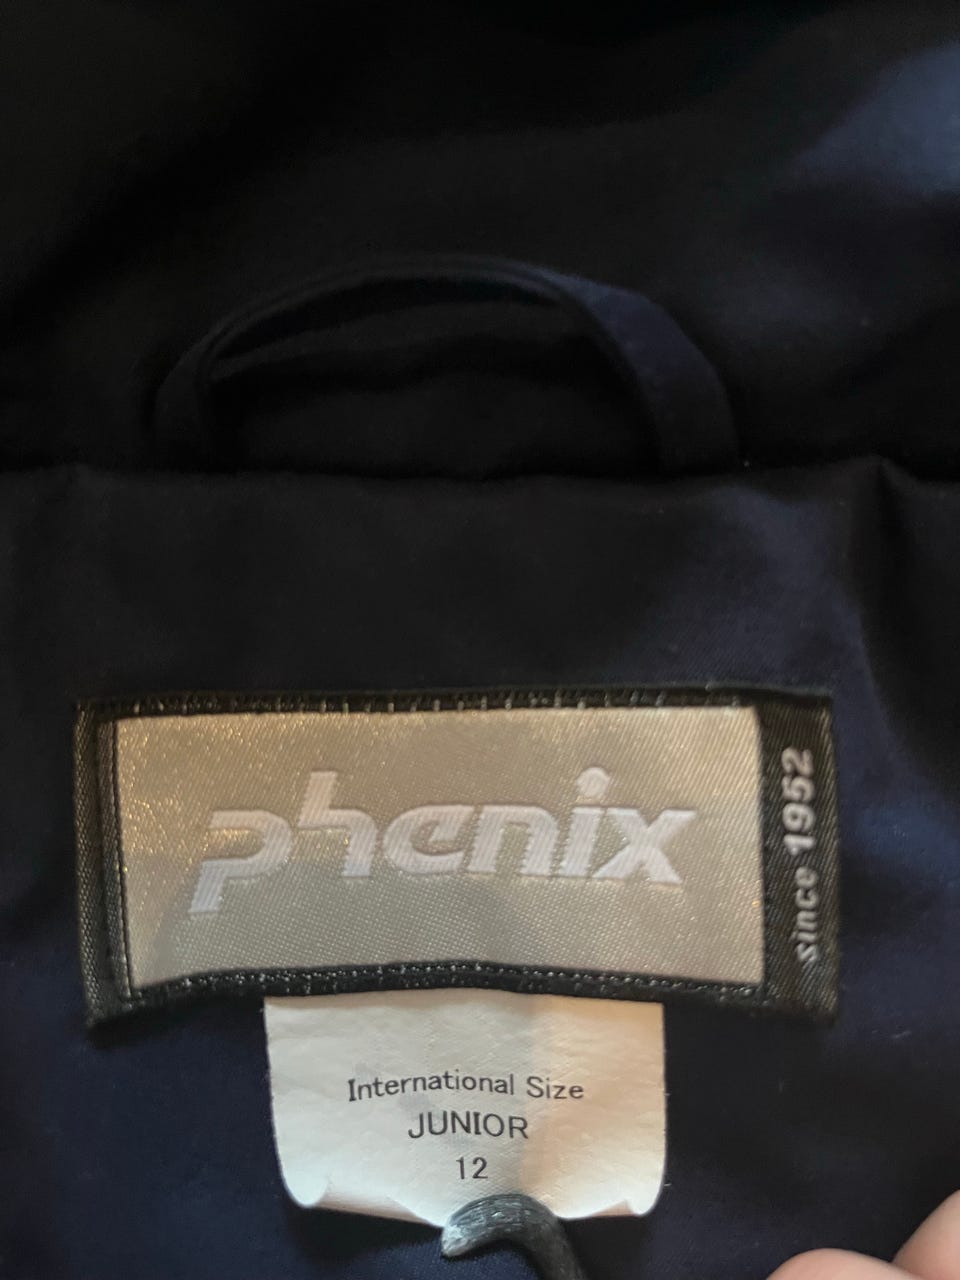 phenix
since 1952
International Size
JUNIOR
12